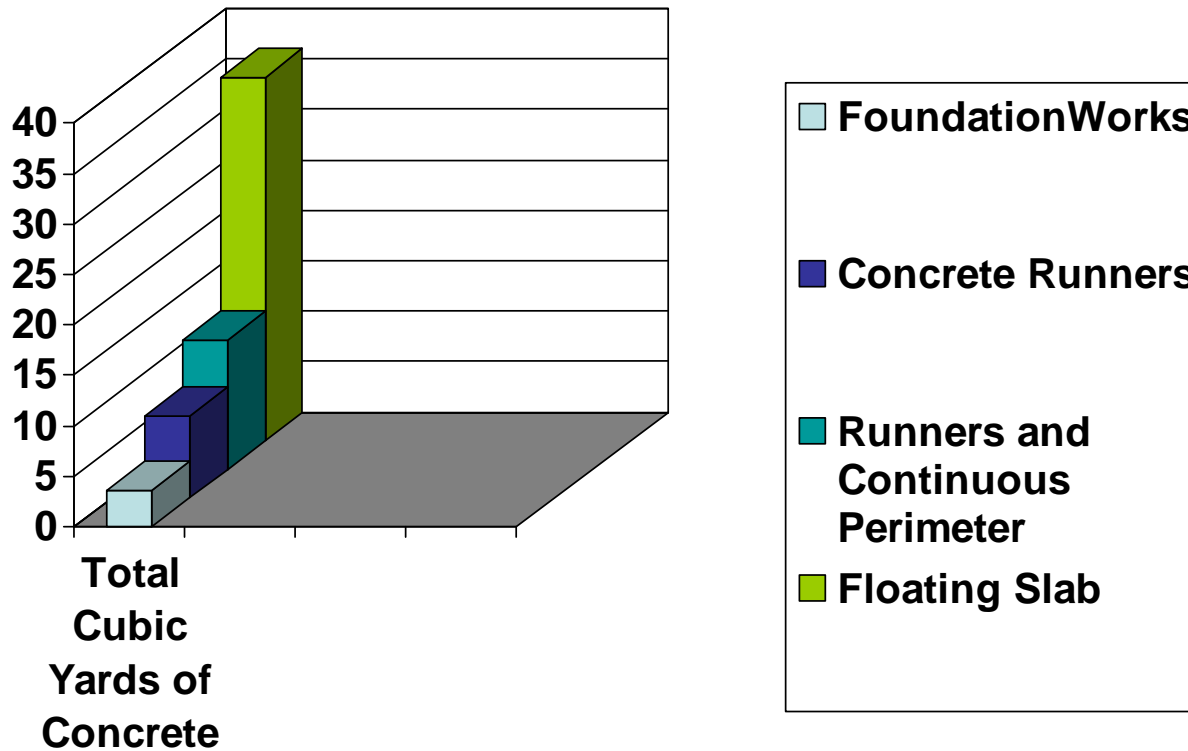 40
35
30
25
20
15
10
5
0
Total
Cubic
Yards of
Concrete
FoundationWorks
Concrete Runners
Runners and
Continuous
Perimeter
Floating Slab